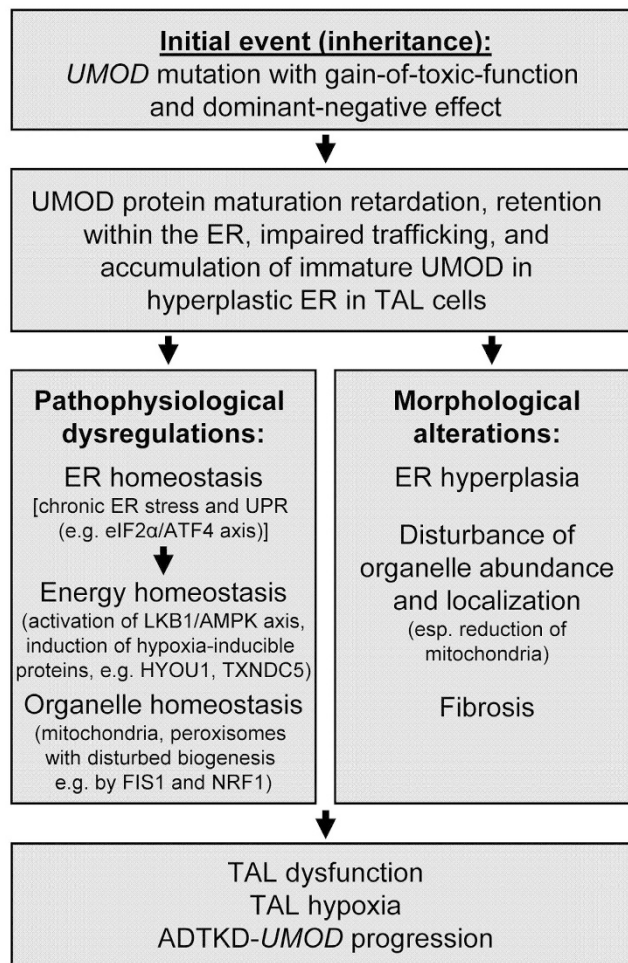 Initial event (inheritance):
UMOD mutation with gain-of-toxic-function
and dominant-negative effect
UMOD protein maturation retardation, retention
within the ER, impaired trafficking, and
accumulation of immature UMOD in
hyperplastic ER in TAL cells
Pathophysiological
dysregulations:
ER homeostasis
[chronic ER stress and UPR
(e.g. eIF2α/ATF4 axis)]
Energy homeostasis
(activation of LKB1/AMPK axis,
induction of hypoxia-inducible
proteins, e.g. HYOU1, TXNDC5)
Organelle homeostasis
(mitochondria, peroxisomes
with disturbed biogenesis
e.g. by FIS1 and NRF1)
Morphological
alterations:
ER hyperplasia
Disturbance of
organelle abundance
and localization
(esp. reduction of
mitochondria)
Fibrosis
TAL dysfunction
TAL hypoxia
ADTKD-UMOD progression